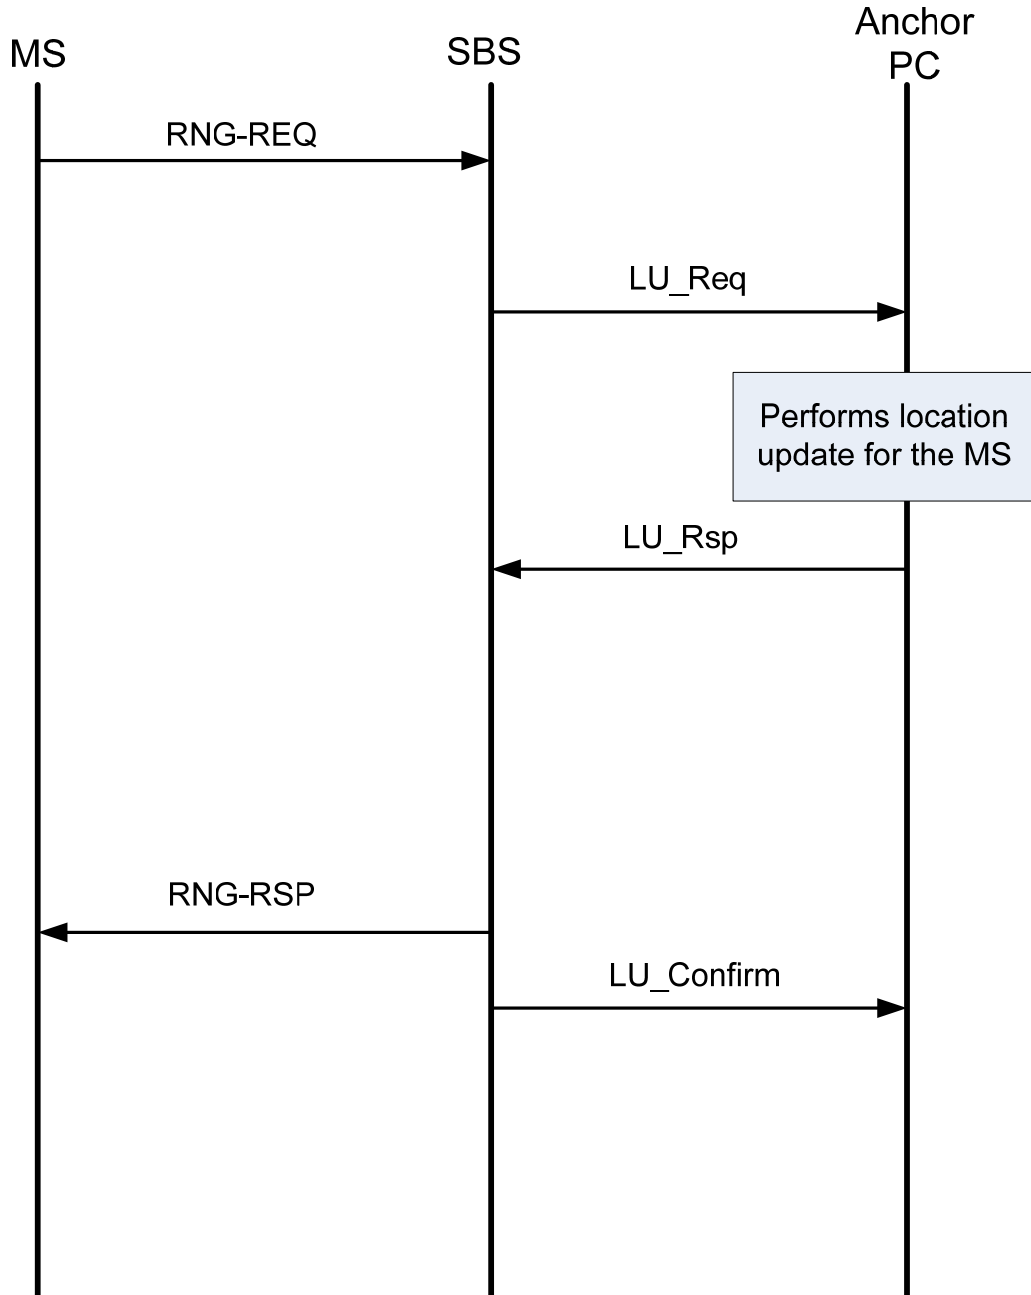 MS
SBS
Anchor
PC
RNG-REQ
LU_Req
Performs location
update for the MS
LU_Rsp
RNG-RSP
LU_Confirm